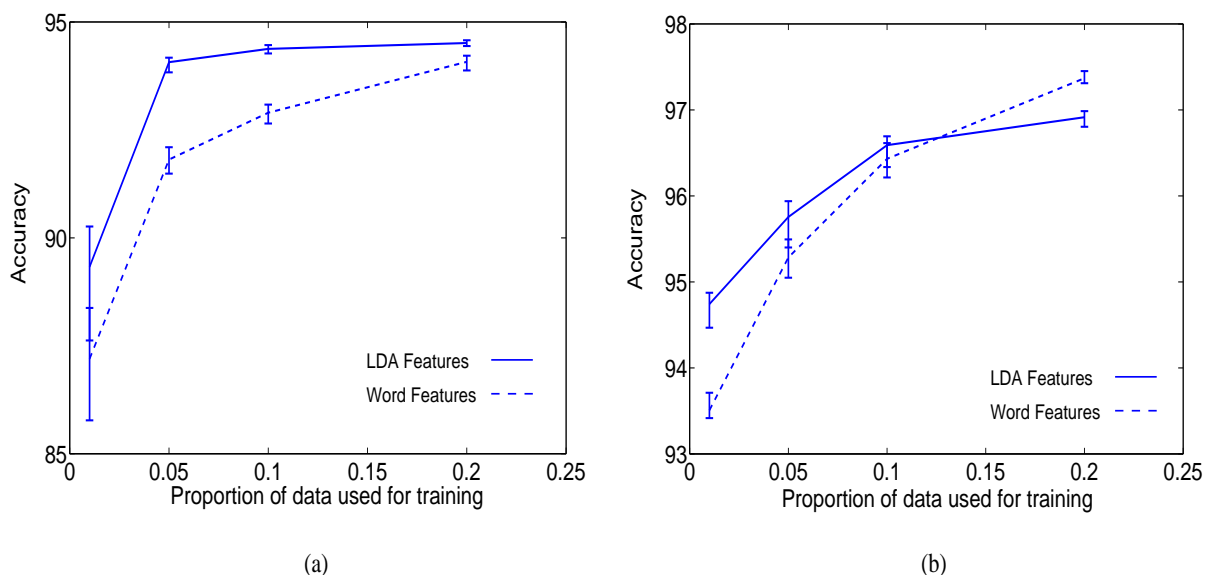 95
90
85
Accuracy
0 0.05 0.1 0.15 0.2 0.25
Proportion of data used for training
LDA Features
Word Features
(a)
98
97
96
95
94
93
Accuracy
0 0.05 0.1 0.15 0.2 0.25
Proportion of data used for training
LDA Features
Word Features
(b)